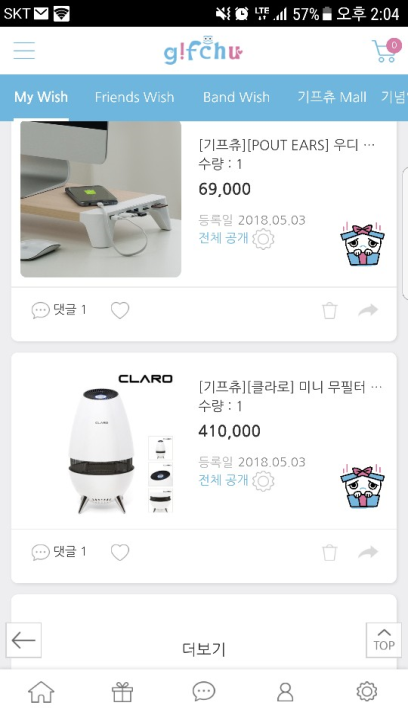 SKT LTE 57% 오후 2:04
gifchu
0
My Wish Friends Wish Band Wish 기프츄 Mall 기념
[기프츄][POUT EARS] 우디 ...
수량 : 1
69,000
등록일 2018.05.03
전체 공개
댓글 1
CLARO
[기프츄][클라로] 미니 무필터 ...
수량 : 1
410,000
등록일 2018.05.03
전체 공개
댓글 1
더보기
TOP